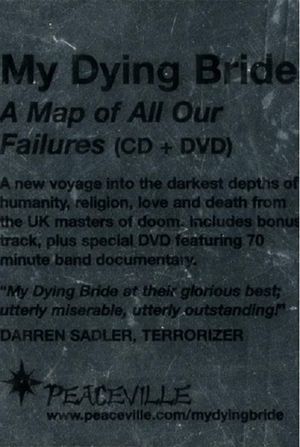 My Dying Bride
A Map of All Our
Failures (CD + DVD)
A new voyage into the darkest depths of
humanity, religion, love and death from
the UK masters of doom. Includes bonus
track, plus special DVD featuring 70
minute band documentary.
"My Dying Bride at their glorious best;
utterly miserable, utterly outstanding!"
DARREN SADLER, TERRORIZER
PEACEVILLE
www.peaceville.com/mydyingbride